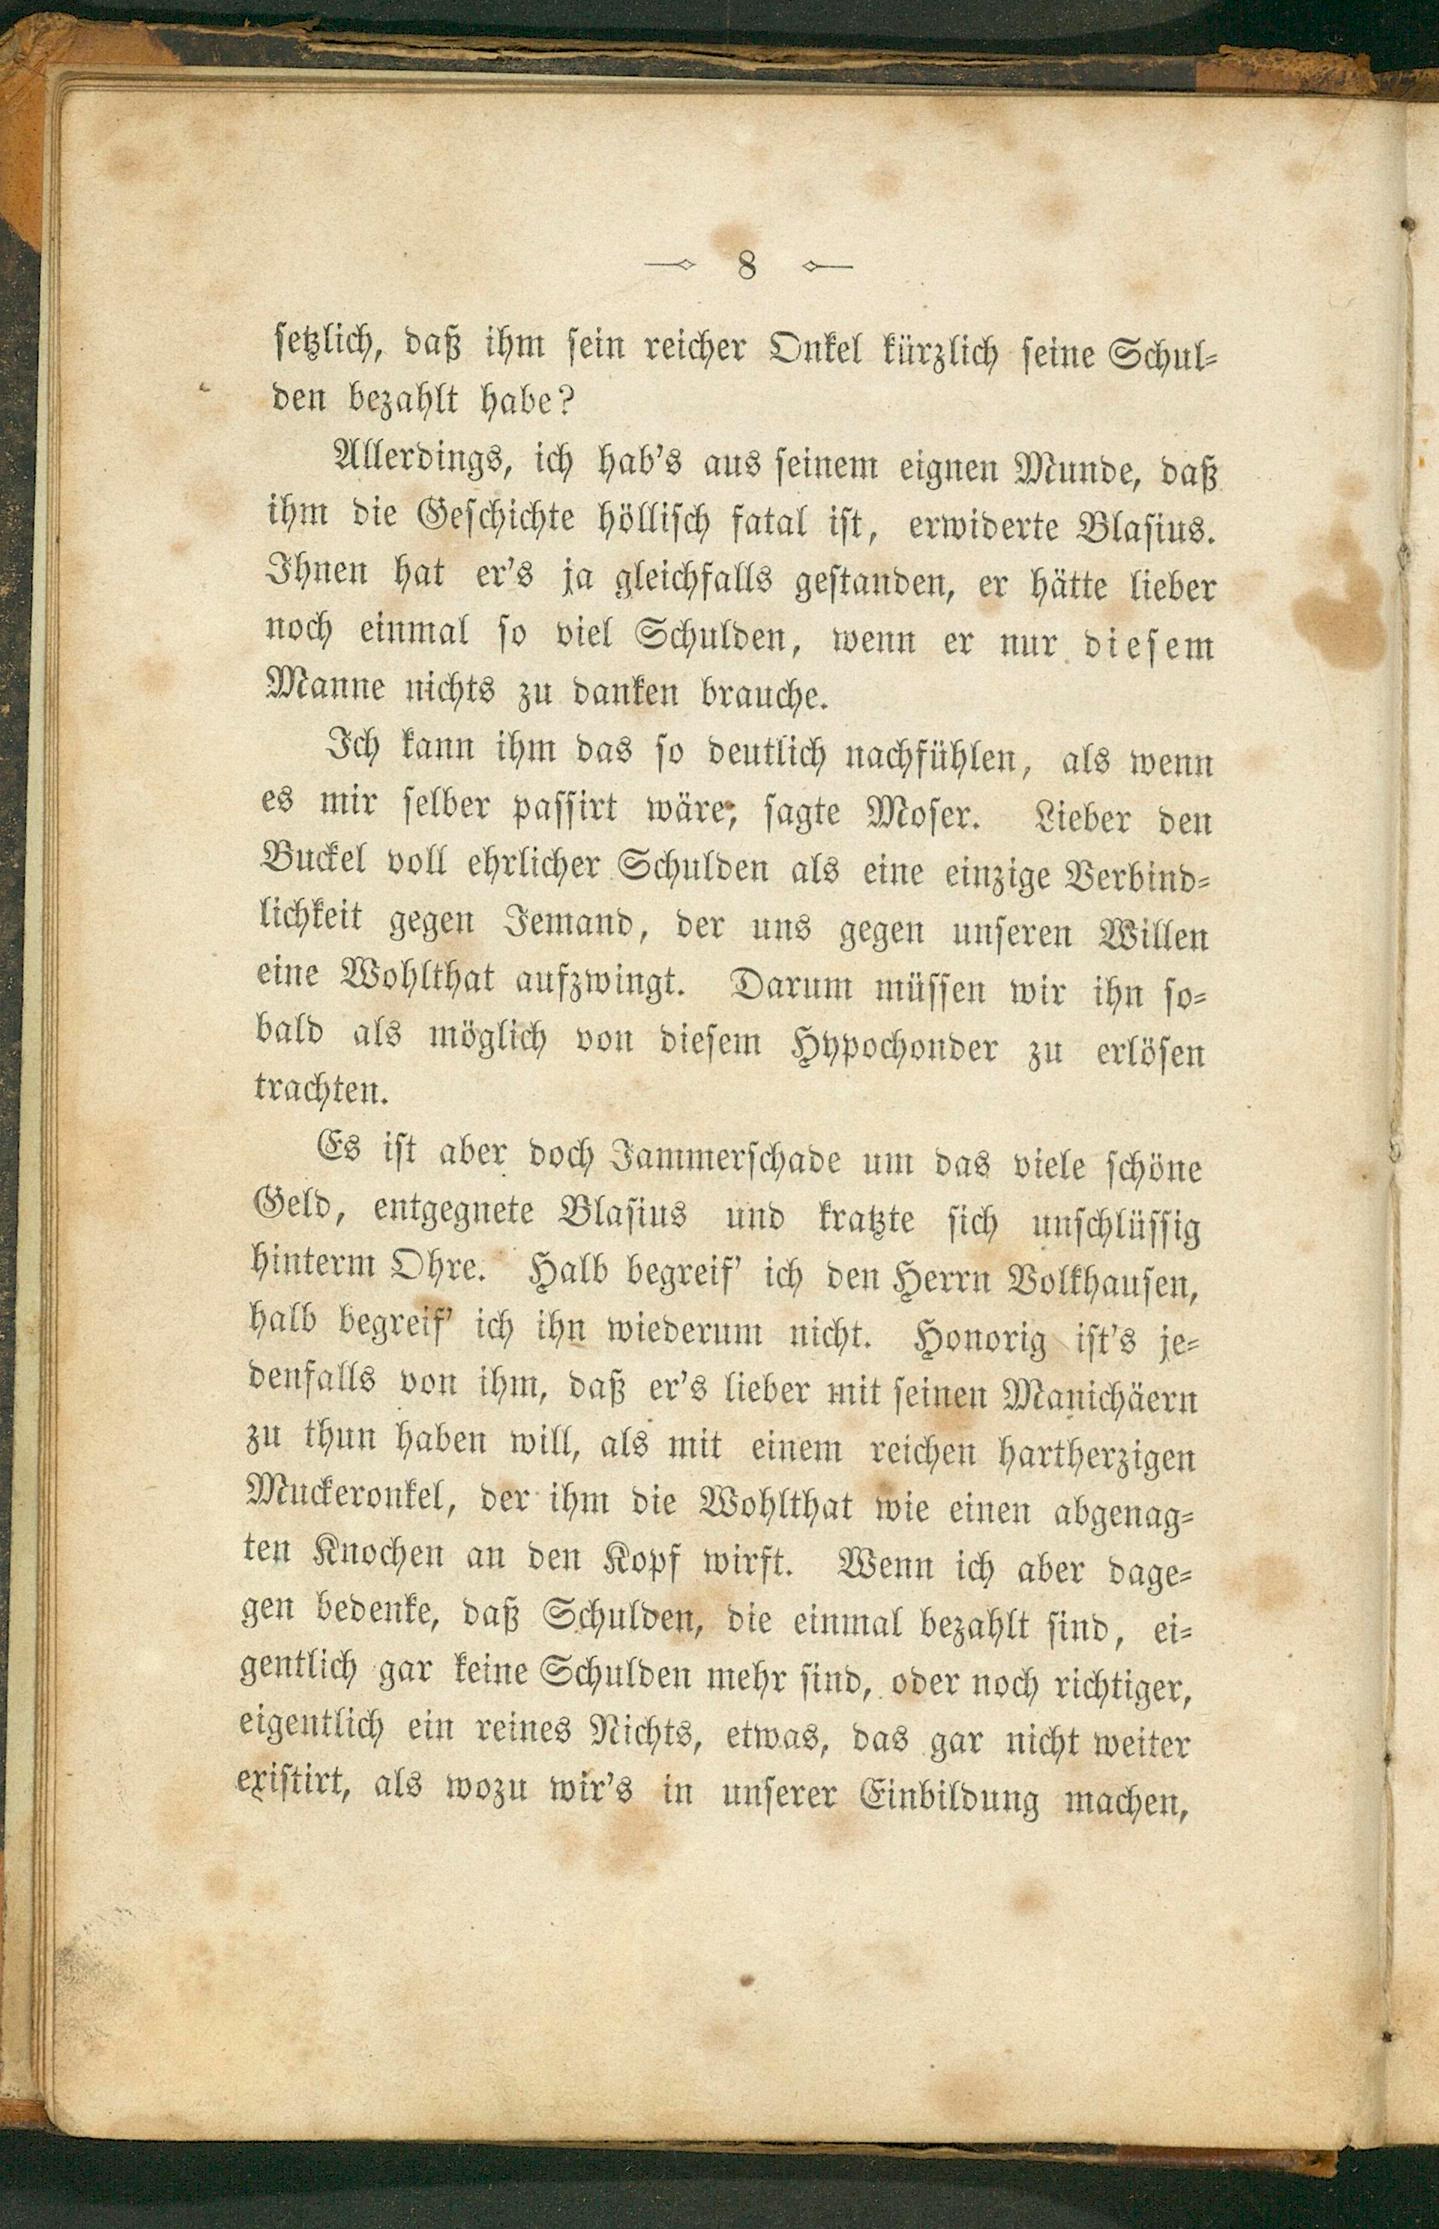 8
setzlich, daß ihm sein reicher Onkel kürzlich seine Schul-
den bezahlt habe?
Allerdings, ich hab's aus seinem eignen Munde, daß
ihm die Geschichte höllisch fatal ist, erwiderte Blasius.
Ihnen hat er's ja gleichfalls gestanden, er hätte lieber
noch einmal so viel Schulden, wenn er nur diesem
Manne nichts zu danken brauche.
Ich kann ihm das so deutlich nachfühlen, als wenn
es mir selber passirt wäre, sagte Moser. Lieber den
Buckel voll ehrlicher Schulden als eine einzige Verbind-
lichkeit gegen Jemand, der uns gegen unseren Willen
eine Wohlthat aufzwingt. Darum müssen wir ihn so-
bald als möglich von diesem Hypochonder zu erlösen
trachten.
Es ist aber doch Jammerschade um das viele schöne
Geld, entgegnete Blasius und kratzte sich unschlüssig
hinterm Ohre. Halb begreif' ich den Herrn Volkhausen,
halb begreif' ich ihn wiederum nicht. Honorig ist's je-
denfalls von ihm, daß er's lieber mit seinen Manichäern
zu thun haben will, als mit einem reichen hartherzigen
Muckeronkel, der ihm die Wohlthat wie einen abgenag-
ten Knochen an den Kopf wirft. Wenn ich aber dage-
gen bedenke, daß Schulden, die einmal bezahlt sind, ei-
gentlich gar keine Schulden mehr sind, oder noch richtiger,
eigentlich ein reines Nichts, etwas, das gar nicht weiter
existirt, als wozu wir's in unserer Einbildung machen,